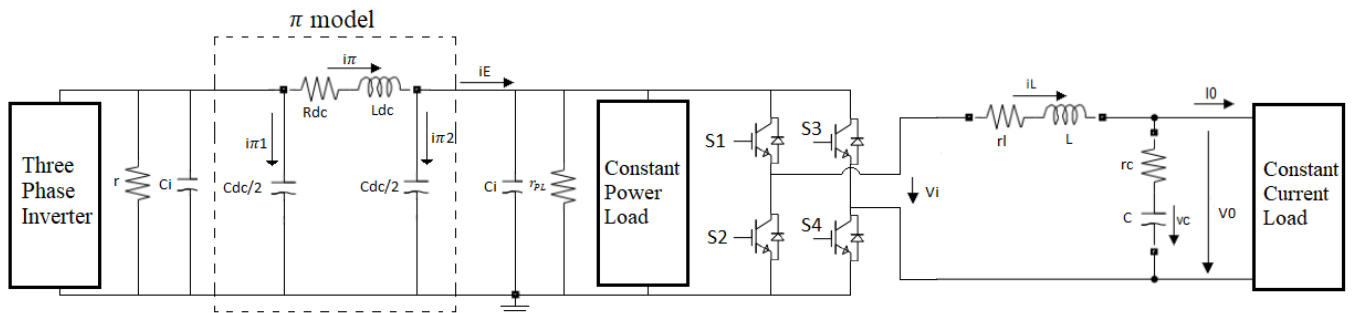 π model
iπ
iE
Rdc
Ldc
Three
Phase
Inverter
r
Ci
iπ1
Cdc/2
iπ2
Cdc/2
Ci
r_PL
Constant
Power
Load
S1
S3
S2
S4
Vi
iL
rl
L
I0
rc
C
vc
V0
Constant
Current
Load